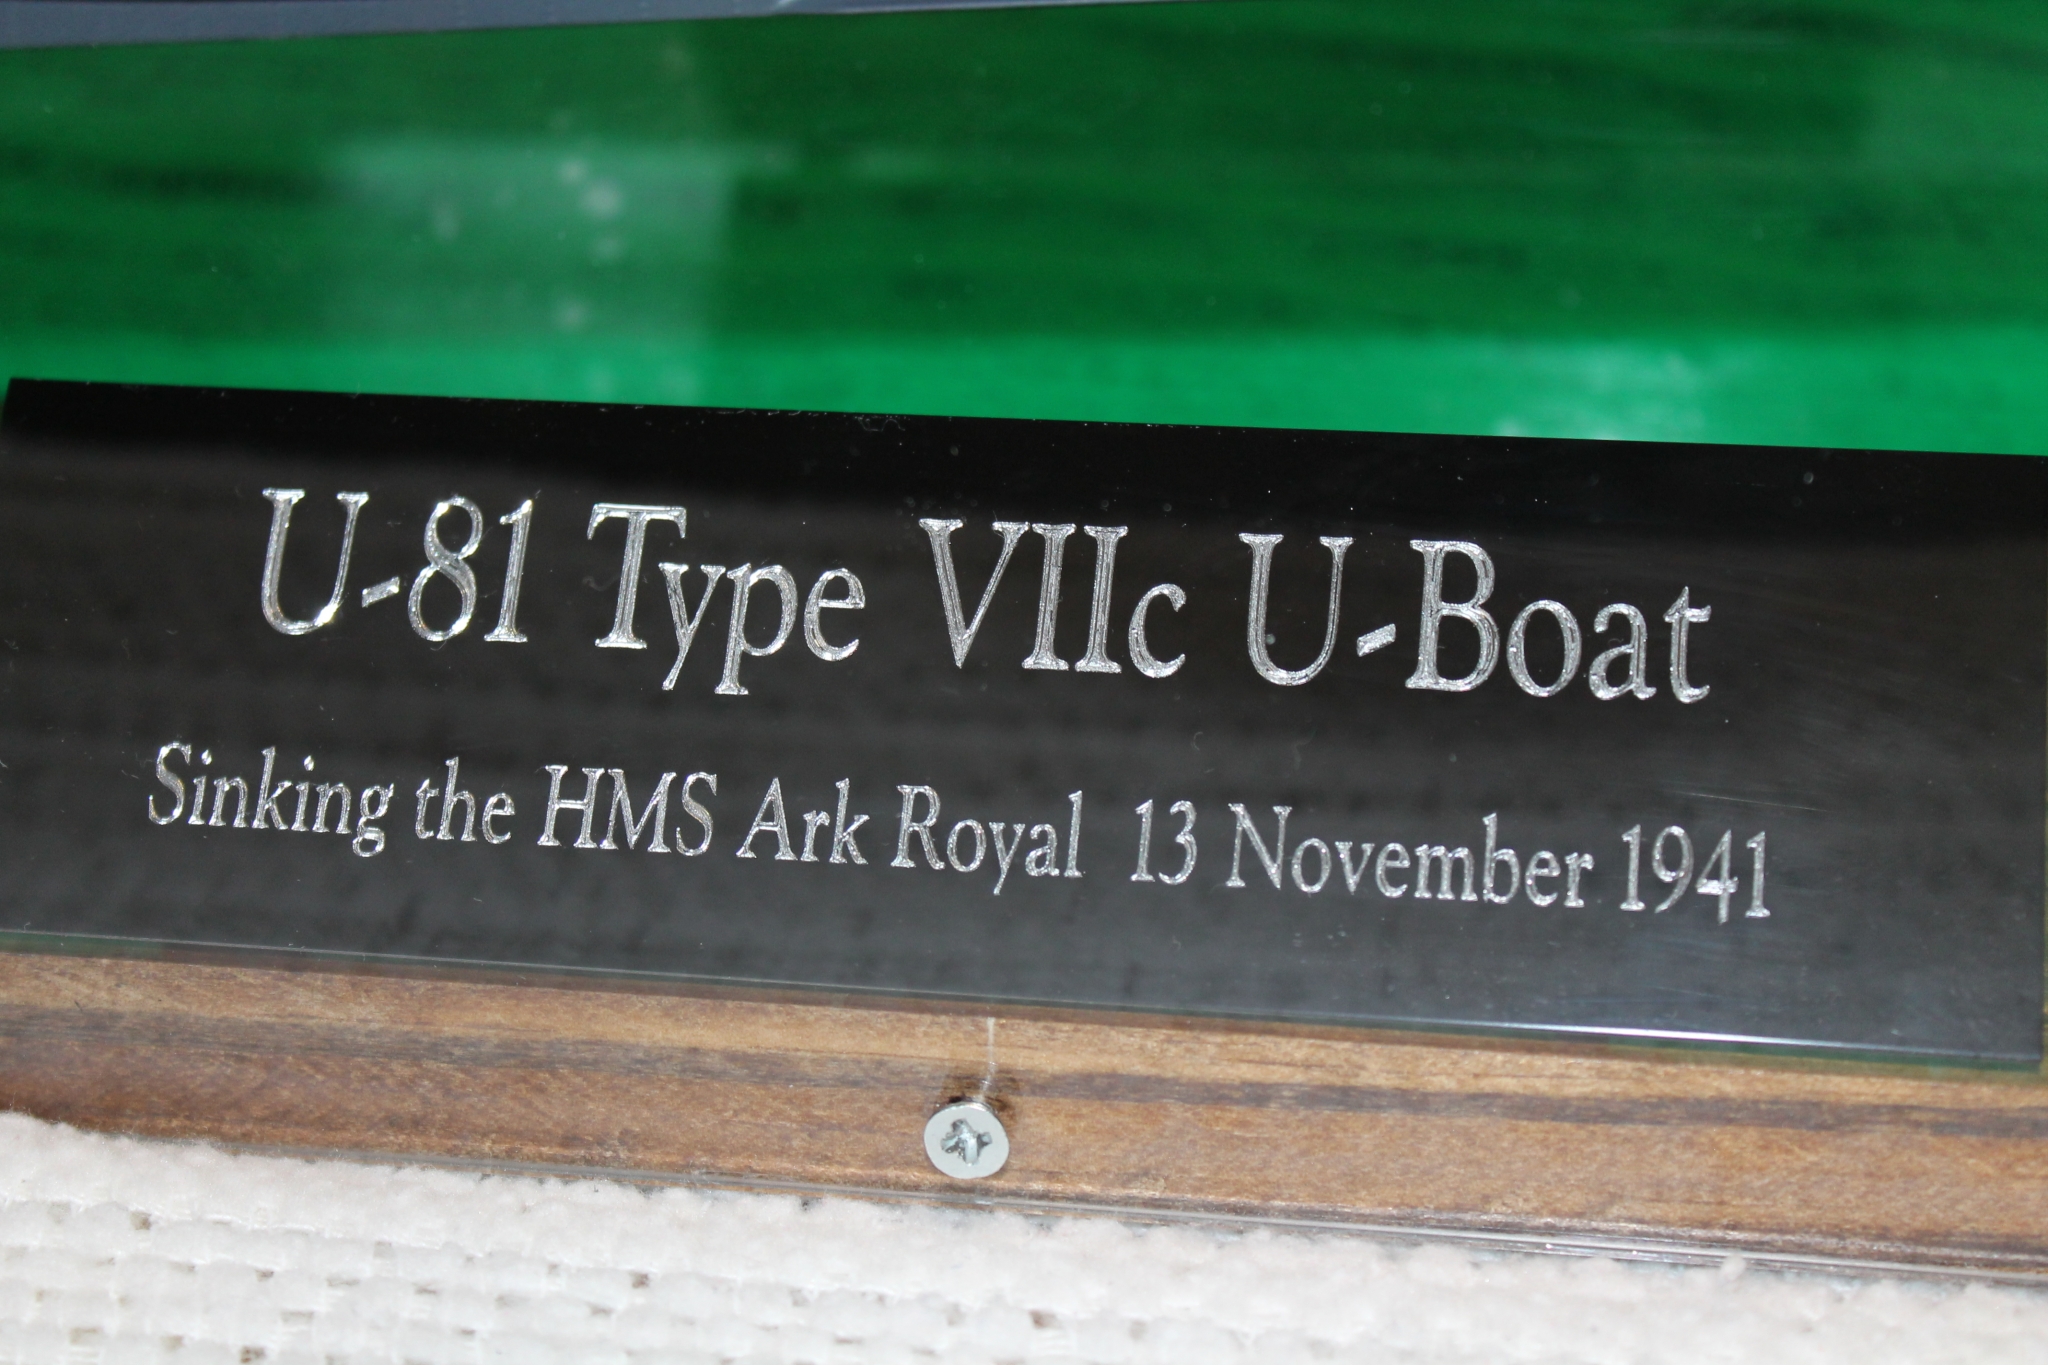 U-81 Type VIIc U-Boat
Sinking the HMS Ark Royal 13 November 1941